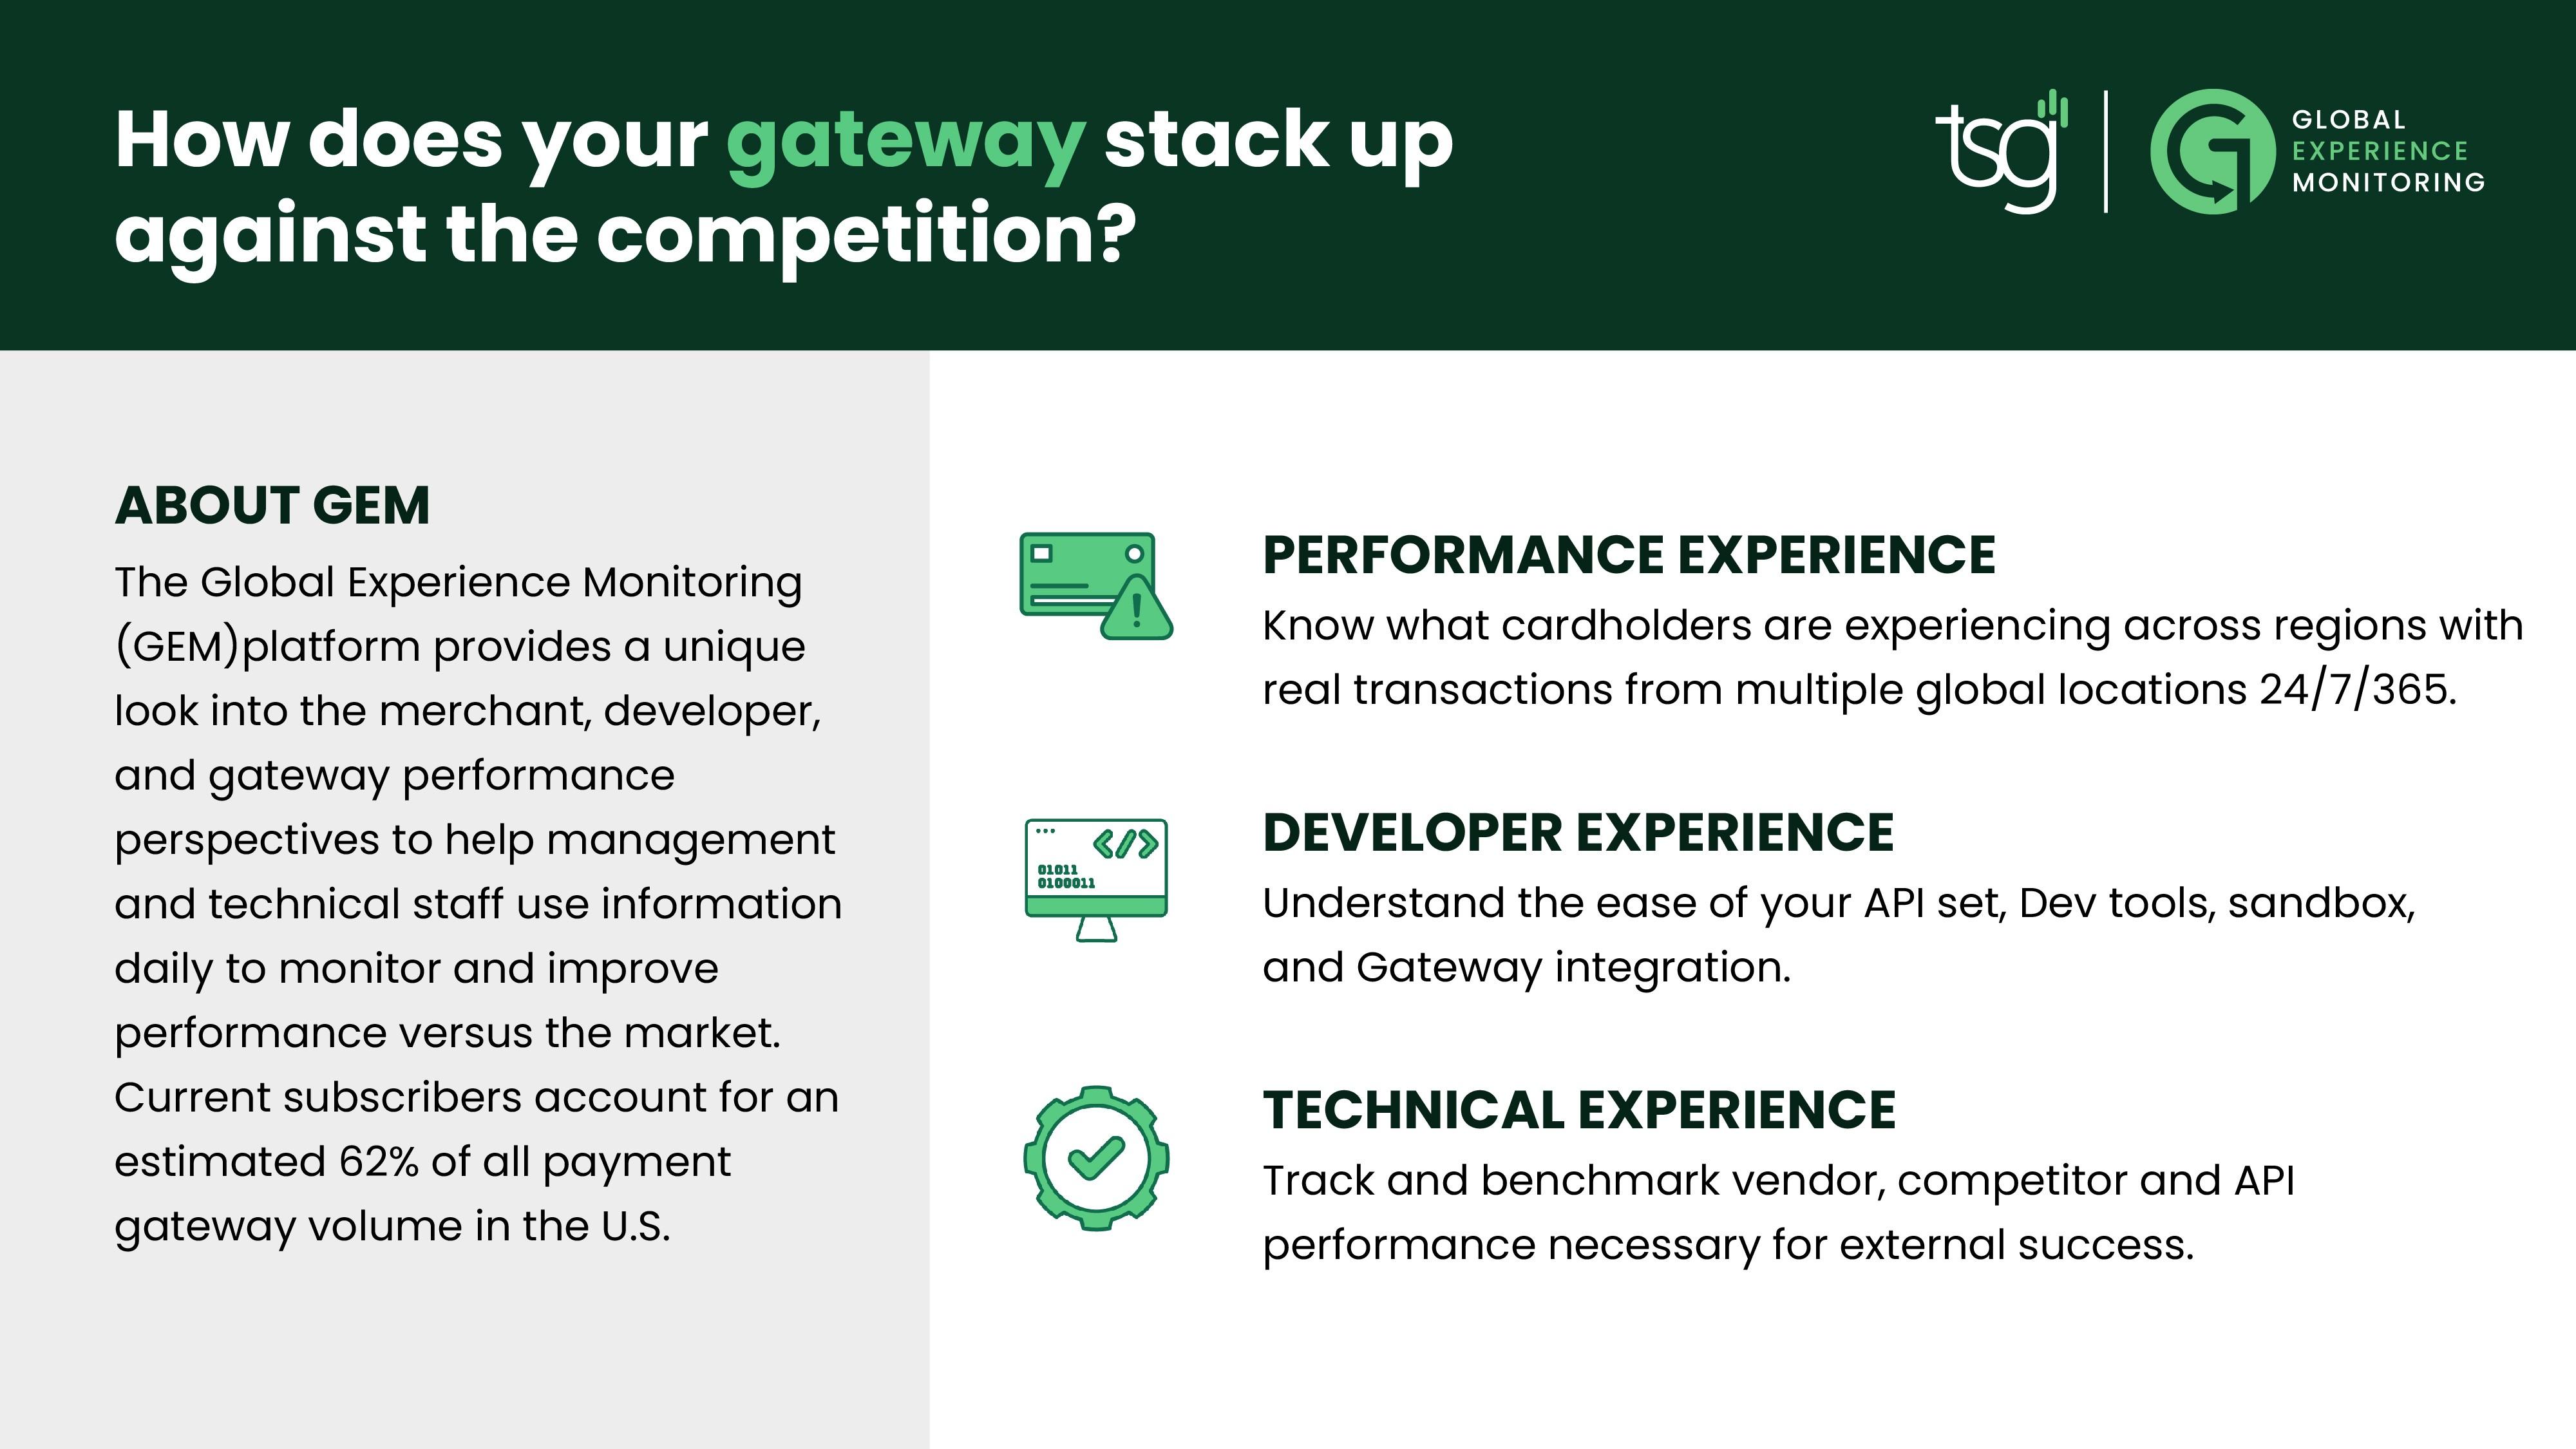 How does your gateway stack up
against the competition?
tsg
GLOBAL
EXPERIENCE
MONITORING
ABOUT GEM
The Global Experience Monitoring
(GEM)platform provides a unique
look into the merchant, developer,
and gateway performance
perspectives to help management
and technical staff use information
daily to monitor and improve
performance versus the market.
Current subscribers account for an
estimated 62% of all payment
gateway volume in the U.S.
PERFORMANCE EXPERIENCE
Know what cardholders are experiencing across regions with
real transactions from multiple global locations 24/7/365.
</>
01011
0100011
DEVELOPER EXPERIENCE
Understand the ease of your API set, Dev tools, sandbox,
and Gateway integration.
TECHNICAL EXPERIENCE
Track and benchmark vendor, competitor and API
performance necessary for external success.